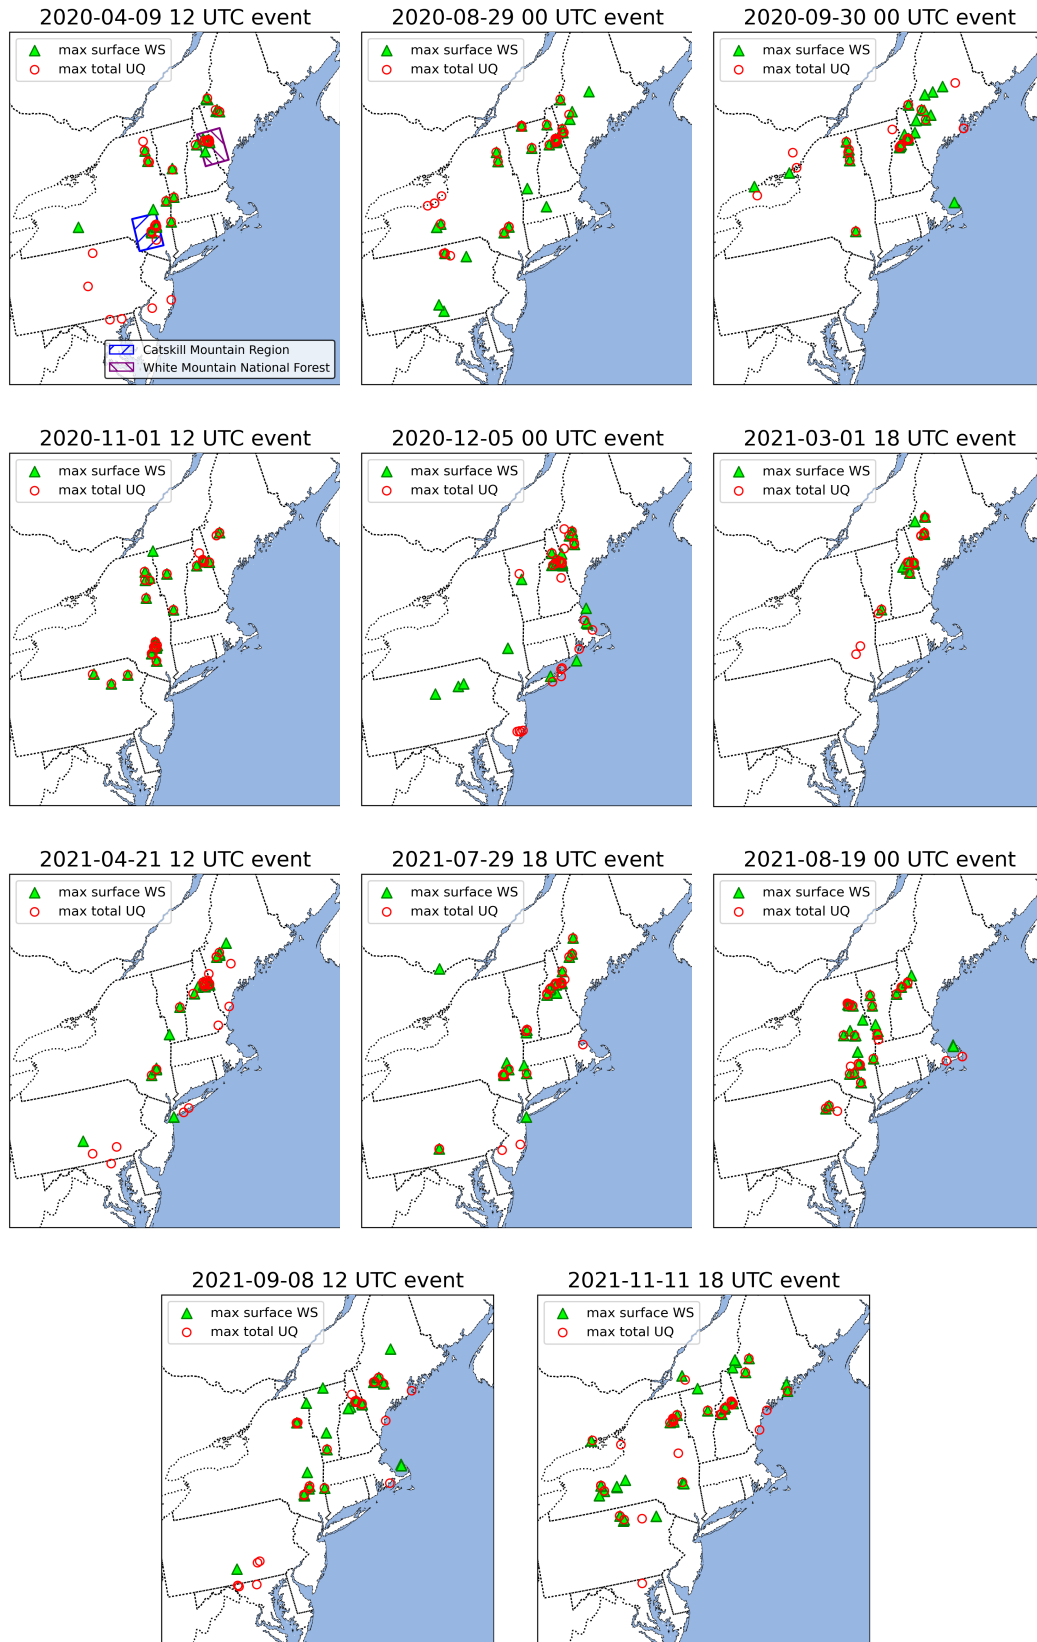 2020-04-09 12 UTC event
max surface WS
max total UQ
Catskill Mountain Region
White Mountain National Forest
2020-08-29 00 UTC event
max surface WS
max total UQ
2020-09-30 00 UTC event
max surface WS
max total UQ
2020-11-01 12 UTC event
max surface WS
max total UQ
2020-12-05 00 UTC event
max surface WS
max total UQ
2021-03-01 18 UTC event
max surface WS
max total UQ
2021-04-21 12 UTC event
max surface WS
max total UQ
2021-07-29 18 UTC event
max surface WS
max total UQ
2021-08-19 00 UTC event
max surface WS
max total UQ
2021-09-08 12 UTC event
max surface WS
max total UQ
2021-11-11 18 UTC event
max surface WS
max total UQ